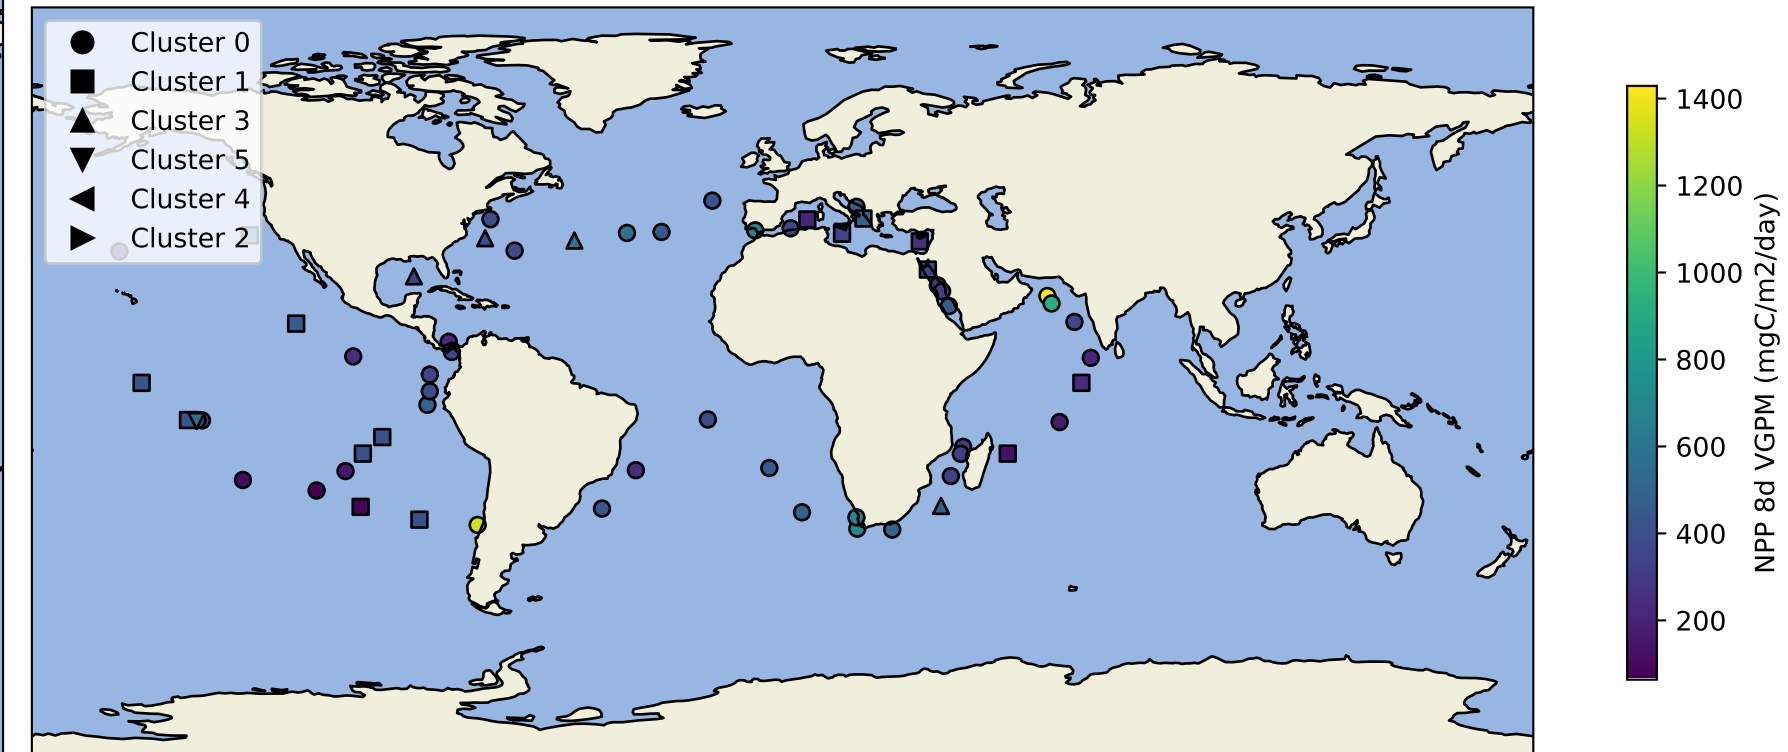 Cluster 0
Cluster 1
Cluster 3
Cluster 5
Cluster 4
Cluster 2
1400
1200
1000
800
600
400
200
NPP 8d VGPM (mgC/m2/day)